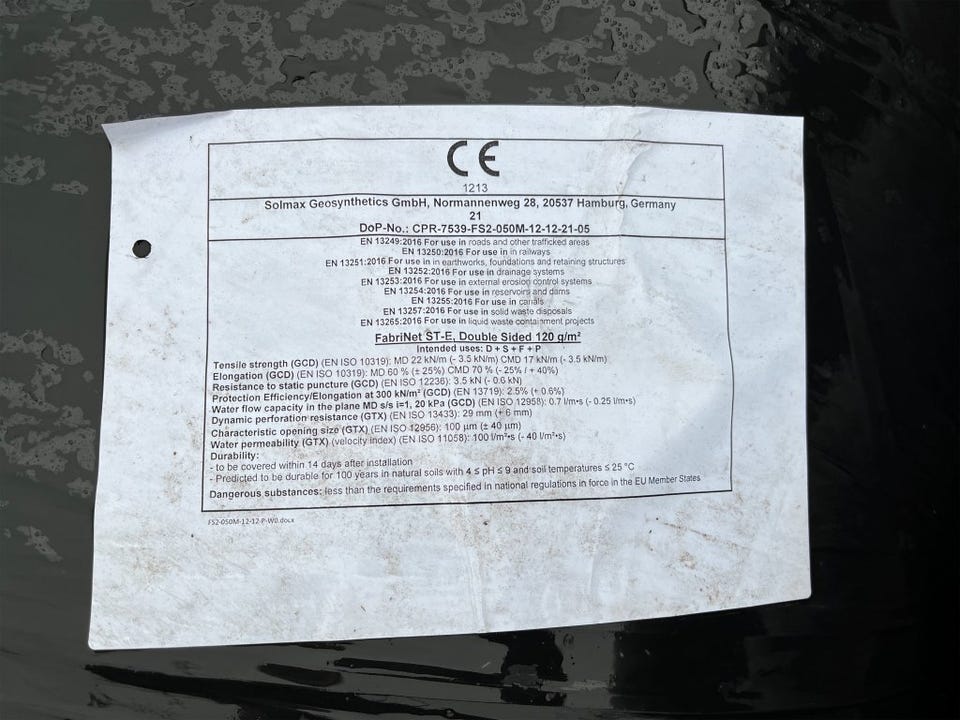 CE
1213
Solmax Geosynthetics GmbH, Normannenweg 28, 20537 Hamburg, Germany
21
DoP-No.: CPR-7539-FS2-050M-12-12-21-05
EN 13249:2016 For use in roads and other trafficked areas
EN 13250:2016 For use in railways
EN 13251:2016 For use in in earthworks, foundations and retaining structures
EN 13252:2016 For use in drainage systems
EN 13253:2016 For use in external erosion control systems
EN 13254:2016 For use in reservoirs and dams
EN 13255:2016 For use in canals
EN 13257:2016 For use in solid waste disposals
EN 13265:2016 For use in liquid waste containment projects
FabriNet ST-E, Double Sided 120 g/m²
Intended uses: D + S + F + P
Tensile strength (GCD) (EN ISO 10319): MD 22 kN/m (- 3.5 kN/m) CMD 17 kN/m (- 3.5 kN/m)
Elongation (GCD) (EN ISO 10319): MD 60 % (± 25%) CMD 70 % (- 25% / + 40%)
Resistance to static puncture (GCD) (EN ISO 12236): 3.5 kN (- 0.6 kN)
Protection Efficiency/Elongation at 300 kN/m² (GCD) (EN 13719): 2.5% (+ 0.6%)
Water flow capacity in the plane MD s/s i=1, 20 kPa (GCD) (EN ISO 12958): 0.7 l/m•s (- 0.25 l/m•s)
Dynamic perforation resistance (GTX) (EN ISO 13433): 29 mm (+ 6 mm)
Characteristic opening size (GTX) (EN ISO 12956): 100 µm (± 40 µm)
Water permeability (GTX) (velocity index) (EN ISO 11058): 100 l/m²•s (- 40 l/m²•s)
Durability:
- to be covered within 14 days after installation
- Predicted to be durable for 100 years in natural soils with 4 ≤ pH ≤ 9 and soil temperatures ≤ 25 °C
Dangerous substances: less than the requirements specified in national regulations in force in the EU Member States
FS2-050M-12-12-P-W0.docx